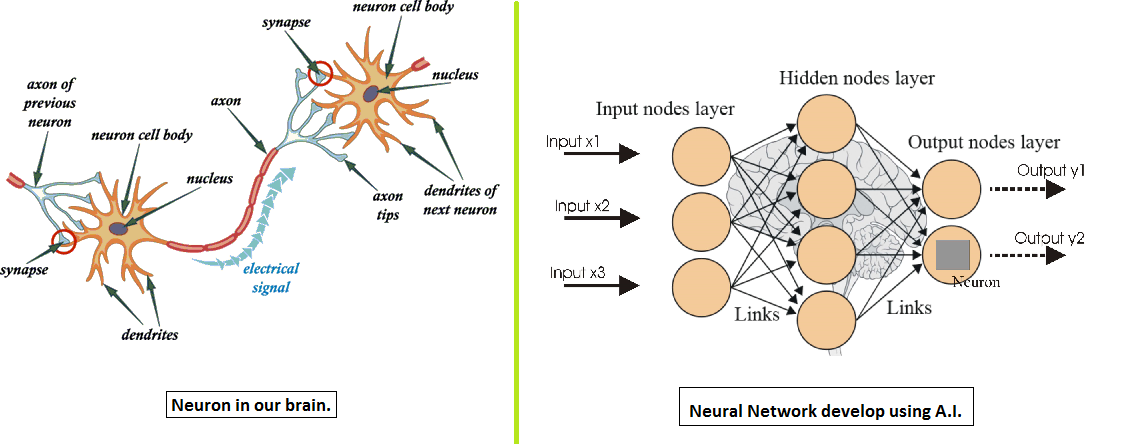 neuron cell body
synapse
nucleus
axon of
previous
neuron
axon
neuron cell body
nucleus
axon
tips
dendrites of
next neuron
synapse
electrical
signal
dendrites
Neuron in our brain.
Hidden nodes layer
Input nodes layer
Output nodes layer
Input x1
Input x2
Input x3
Output y1
Output y2
Neuron
Links
Links
Neural Network develop using A.I.